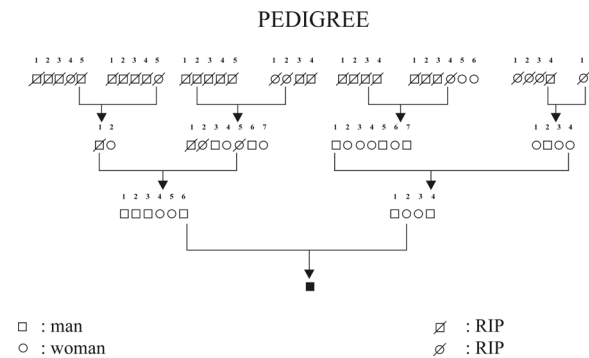 PEDIGREE
1 2 3 4 5 1 2 3 4 5 1 2 3 4 5 1 2 3 4 1 2 3 4 1 2 3 4 5 6 1 2 3 4 1
1 2 1 2 3 4 5 6 7 1 2 3 4 5 6 7 1 2 3 4
1 2 3 4 5 6 1 2 3 4
: man : RIP
: woman : RIP